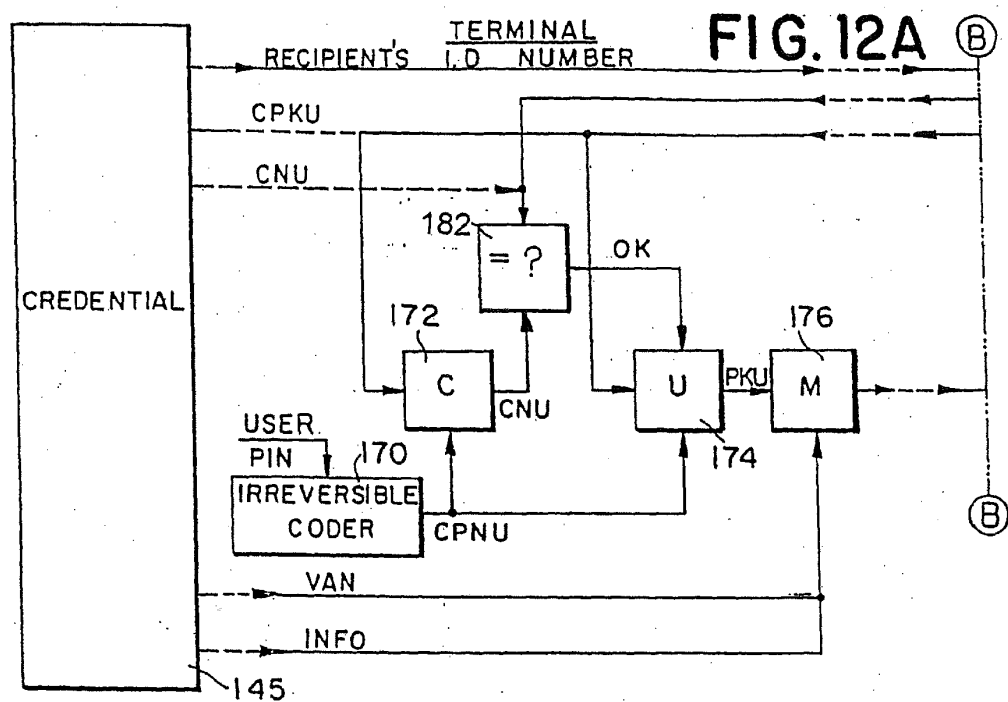 FIG. 12A
B
TERMINAL
RECIPIENT'S I.D NUMBER
CPKU
CNU
182
= ?
OK
CREDENTIAL
172
C
CNU
U
174
PKU
176
M
USER
PIN
170
IRREVERSIBLE
CODER
CPNU
B
VAN
INFO
145